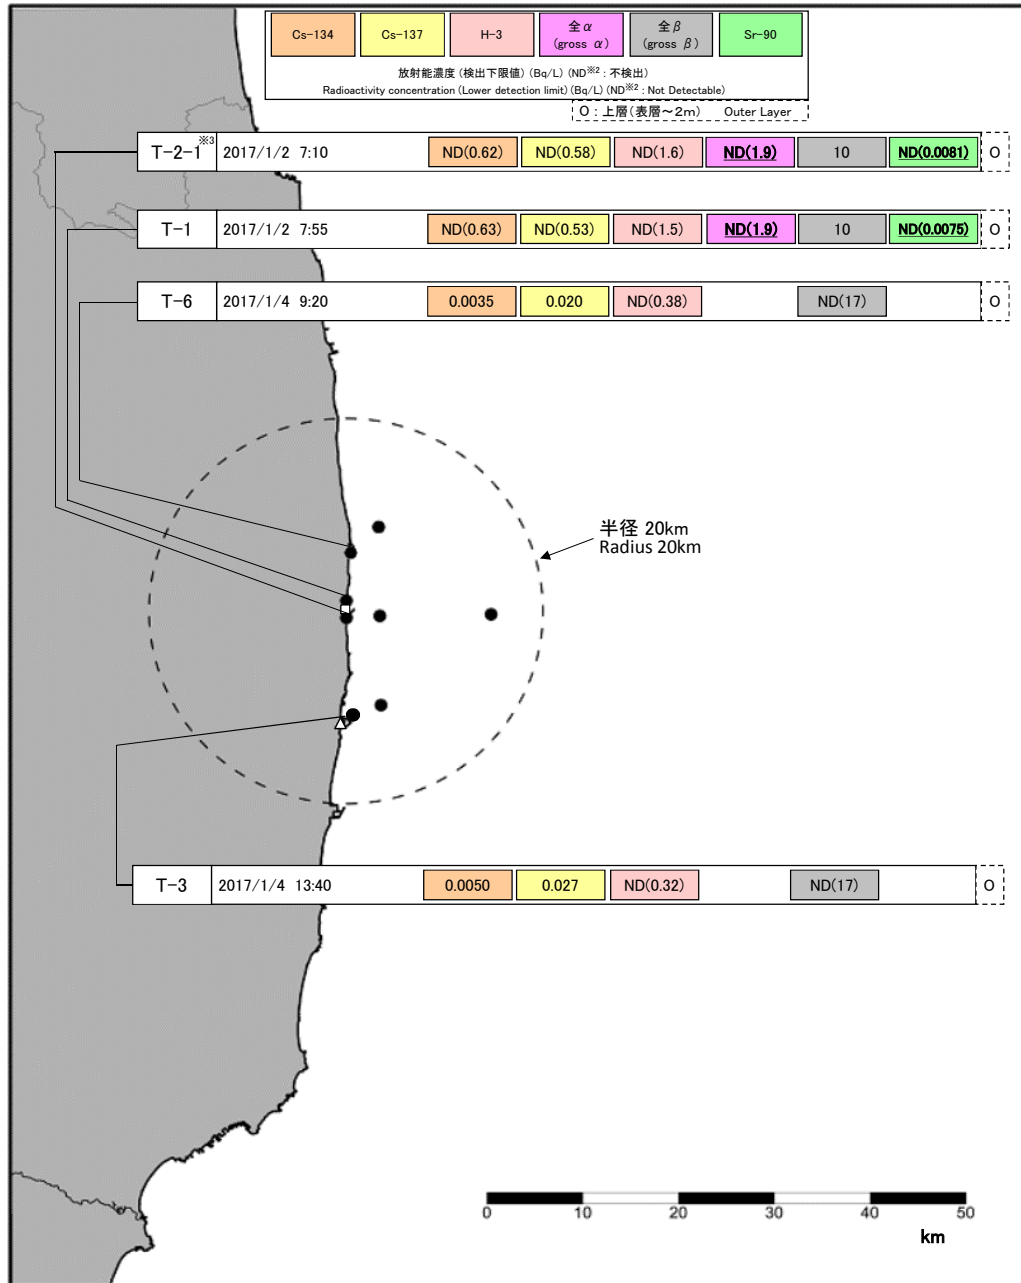 Cs-134 Cs-137 H-3 全α 全β Sr-90
(gross α) (gross β)
放射能濃度(検出下限値)(Bq/L)(ND※2:不検出)
Radioactivity concentration(Lower detection limit)(Bq/L)(ND※2:Not Detectable)
O:上層(表層~2m) Outer Layer
T-2-1※3 2017/1/2 7:10 ND(0.62) ND(0.58) ND(1.6) ND(1.9) 10 ND(0.0081) O
T-1 2017/1/2 7:55 ND(0.63) ND(0.53) ND(1.5) ND(1.9) 10 ND(0.0075) O
T-6 2017/1/4 9:20 0.0035 0.020 ND(0.38) ND(17) O
半径 20km
Radius 20km
T-3 2017/1/4 13:40 0.0050 0.027 ND(0.32) ND(17) O
0 10 20 30 40 50
km